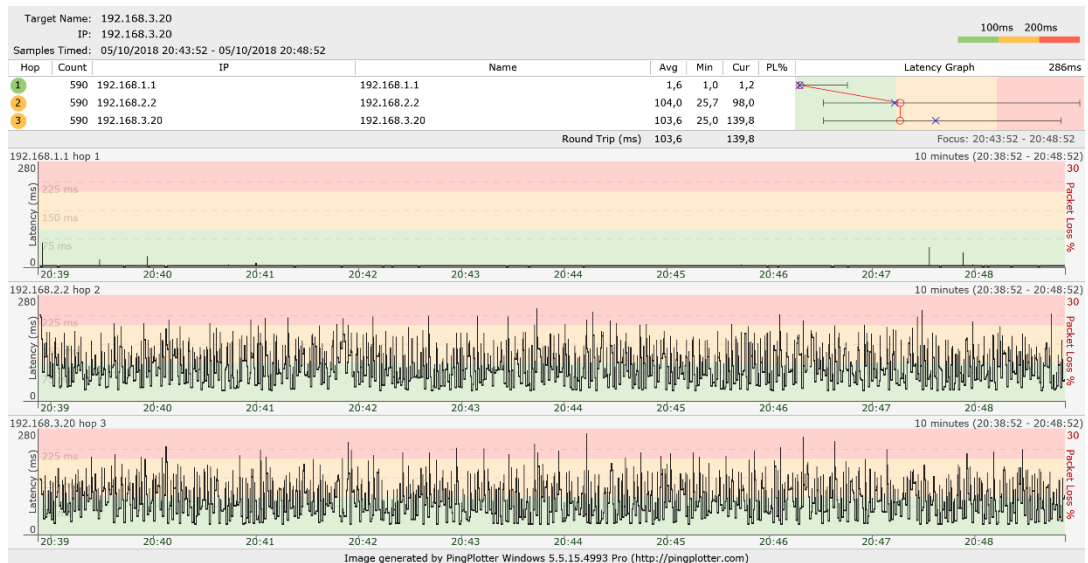 Target Name: 192.168.3.20
IP: 192.168.3.20
Samples Timed: 05/10/2018 20:43:52 - 05/10/2018 20:48:52
100ms 200ms
Hop Count IP Name Avg Min Cur PL% Latency Graph 286ms
1 590 192.168.1.1 192.168.1.1 1,6 1,0 1,2
2 590 192.168.2.2 192.168.2.2 104,0 25,7 98,0
3 590 192.168.3.20 192.168.3.20 103,6 25,0 139,8
Round Trip (ms) 103,6 139,8 Focus: 20:43:52 - 20:48:52
192.168.1.1 hop 1 10 minutes (20:38:52 - 20:48:52)
280 30
225 ms
150 ms
75 ms
Latency (ms) Packet Loss %
0
20:39 20:40 20:41 20:42 20:43 20:44 20:45 20:46 20:47 20:48
192.168.2.2 hop 2 10 minutes (20:38:52 - 20:48:52)
280 30
225 ms
Latency (ms) Packet Loss %
0
20:39 20:40 20:41 20:42 20:43 20:44 20:45 20:46 20:47 20:48
192.168.3.20 hop 3 10 minutes (20:38:52 - 20:48:52)
280 30
225 ms
Latency (ms) Packet Loss %
0
20:39 20:40 20:41 20:42 20:43 20:44 20:45 20:46 20:47 20:48
Image generated by PingPlotter Windows 5.5.15.4993 Pro (http://pingplotter.com)